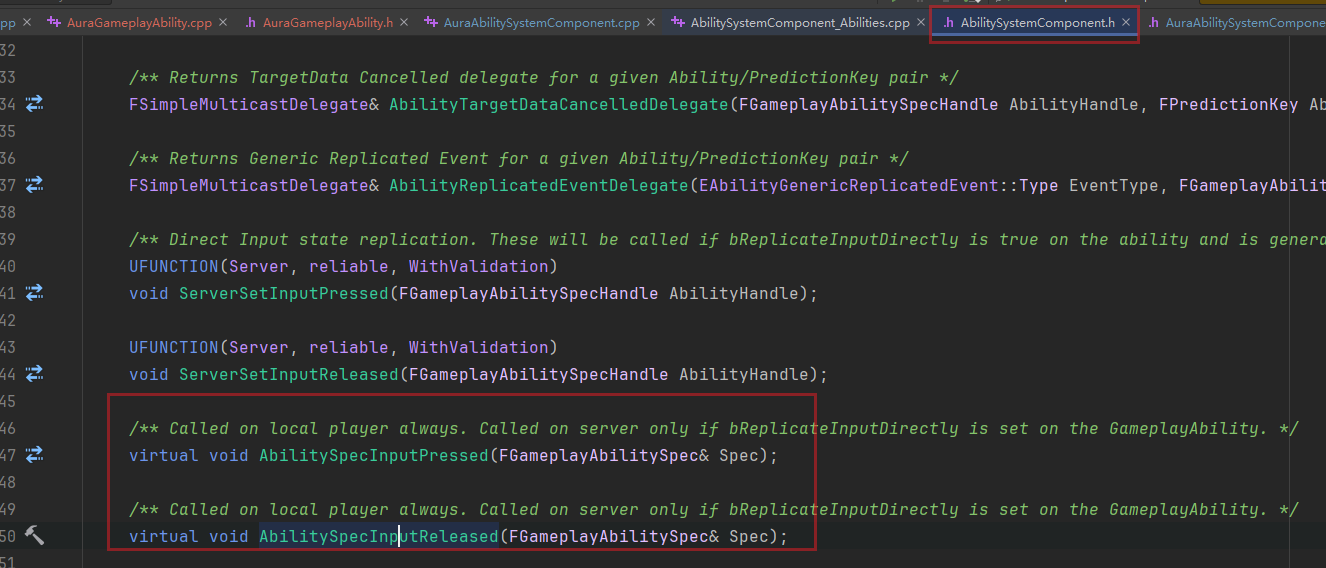 pp × AuraGameplayAbility.cpp × .h AuraGameplayAbility.h × AuraAbilitySystemComponent.cpp × AbilitySystemComponent_Abilities.cpp × .h AbilitySystemComponent.h × .h AuraAbilitySystemComponen
32
33 /** Returns TargetData Cancelled delegate for a given Ability/PredictionKey pair */
34 FSimpleMulticastDelegate& AbilityTargetDataCancelledDelegate(FGameplayAbilitySpecHandle AbilityHandle, FPredictionKey Ab
35
36 /** Returns Generic Replicated Event for a given Ability/PredictionKey pair */
37 FSimpleMulticastDelegate& AbilityReplicatedEventDelegate(EAbilityGenericReplicatedEvent::Type EventType, FGameplayAbilit
38
39 /** Direct Input state replication. These will be called if bReplicateInputDirectly is true on the ability and is genera
40 UFUNCTION(Server, reliable, WithValidation)
41 void ServerSetInputPressed(FGameplayAbilitySpecHandle AbilityHandle);
42
43 UFUNCTION(Server, reliable, WithValidation)
44 void ServerSetInputReleased(FGameplayAbilitySpecHandle AbilityHandle);
45
46 /** Called on local player always. Called on server only if bReplicateInputDirectly is set on the GameplayAbility. */
47 virtual void AbilitySpecInputPressed(FGameplayAbilitySpec& Spec);
48
49 /** Called on local player always. Called on server only if bReplicateInputDirectly is set on the GameplayAbility. */
50 virtual void AbilitySpecInputReleased(FGameplayAbilitySpec& Spec);
51